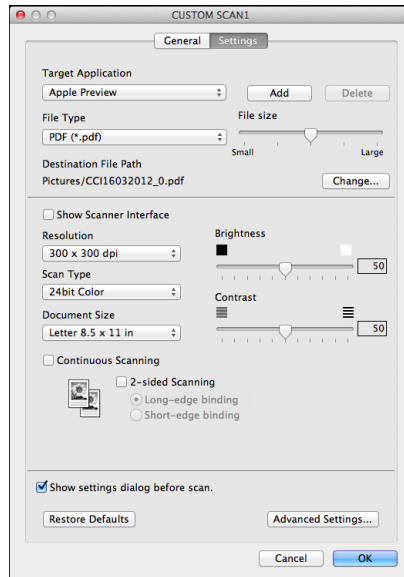 CUSTOM SCAN1
General Settings
Target Application
Apple Preview Add Delete
File Type File size
PDF (*.pdf)
Small Large
Destination File Path
Pictures/CCI16032012_0.pdf Change...
Show Scanner Interface
Resolution Brightness
300 x 300 dpi
50
Scan Type
24bit Color
Contrast
Document Size
Letter 8.5 x 11 in 50
Continuous Scanning
2-sided Scanning
Long-edge binding
Short-edge binding
Show settings dialog before scan.
Restore Defaults Advanced Settings...
Cancel OK